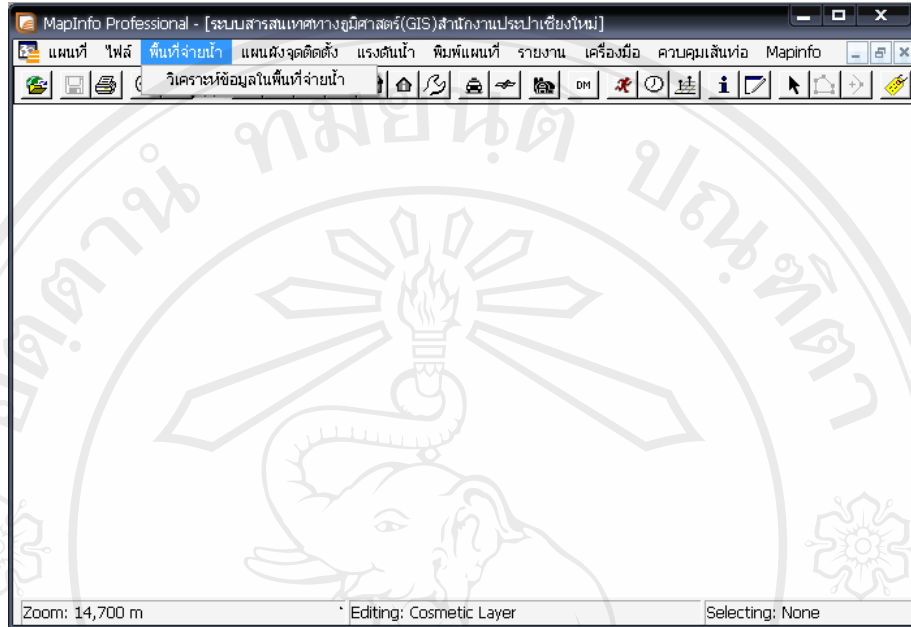 MapInfo Professional - [ระบบสารสนเทศทางภูมิศาสตร์(GIS)สำนักงานประปาเชียงใหม่]
แผนที่ ไฟล์ พื้นที่จ่ายน้ำ แผนผังจุดติดตั้ง แรงดันน้ำ พิมพ์แผนที่ รายงาน เครื่องมือ ควบคุมเส้นท่อ Mapinfo
วิเคราะห์ข้อมูลในพื้นที่จ่ายน้ำ
DM
Zoom: 14,700 m Editing: Cosmetic Layer Selecting: None